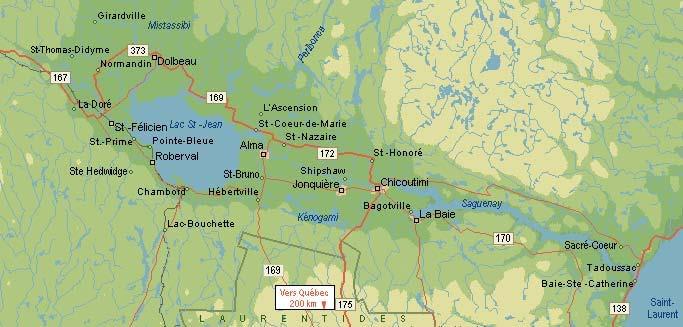 Girardville
Mistassibi
St-Thomas-Didyme
373
Dolbeau
Péribonca
Normandin
167
169
La Doré
L'Ascension
St-Félicien
Lac St-Jean
St-Coeur-de-Marie
St-Prime
Pointe-Bleue
St-Nazaire
Alma
172
Roberval
St-Honoré
Ste Hedwidge
St-Bruno
Shipshaw
Chambord
Hébertville
Jonquière
Chicoutimi
Bagotville
Saguenay
Kénogami
La Baie
Lac-Bouchette
170
Sacré-Coeur
169
Tadoussac
Baie-Ste-Catherine
Vers Québec
200 km
175
138
Saint-
Laurent
LAURENTIDES